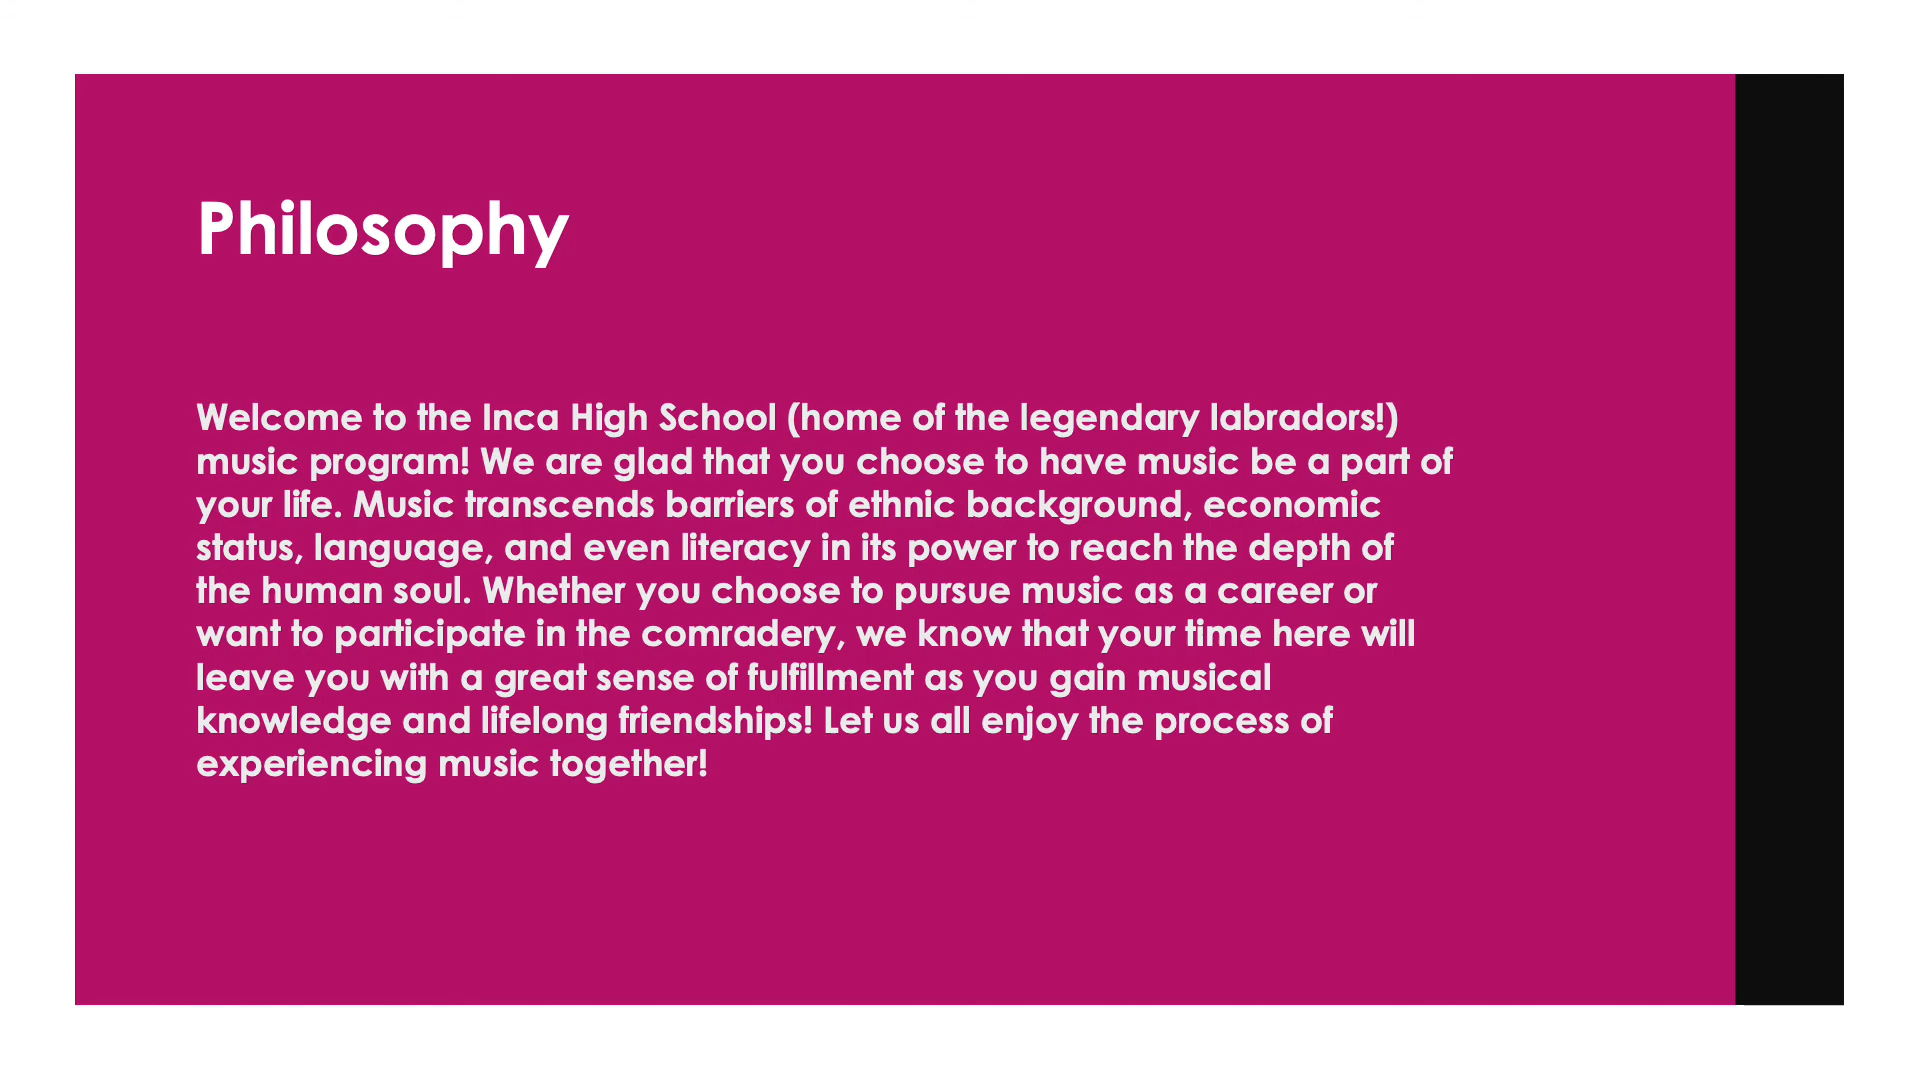 Philosophy
Welcome to the Inca High School (home of the legendary labradors!)
music program! We are glad that you choose to have music be a part of
your life. Music transcends barriers of ethnic background, economic
status, language, and even literacy in its power to reach the depth of
the human soul. Whether you choose to pursue music as a career or
want to participate in the comradery, we know that your time here will
leave you with a great sense of fulfillment as you gain musical
knowledge and lifelong friendships! Let us all enjoy the process of
experiencing music together!